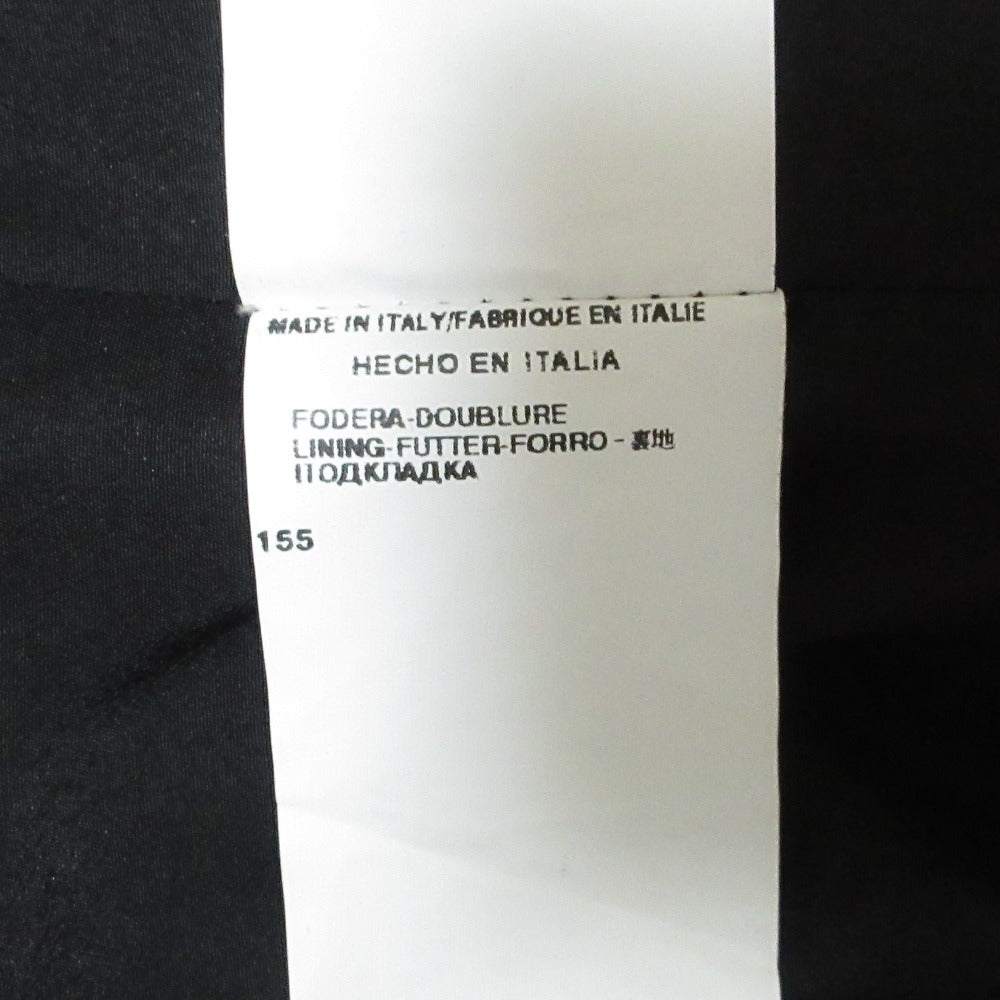 MADE IN ITALY/FABRIQUE EN ITALIE
HECHO EN ITALIA
FODERA-DOUBLURE
LINING-FUTTER-FORRO - 裏地
ПОДКЛАДКА
155